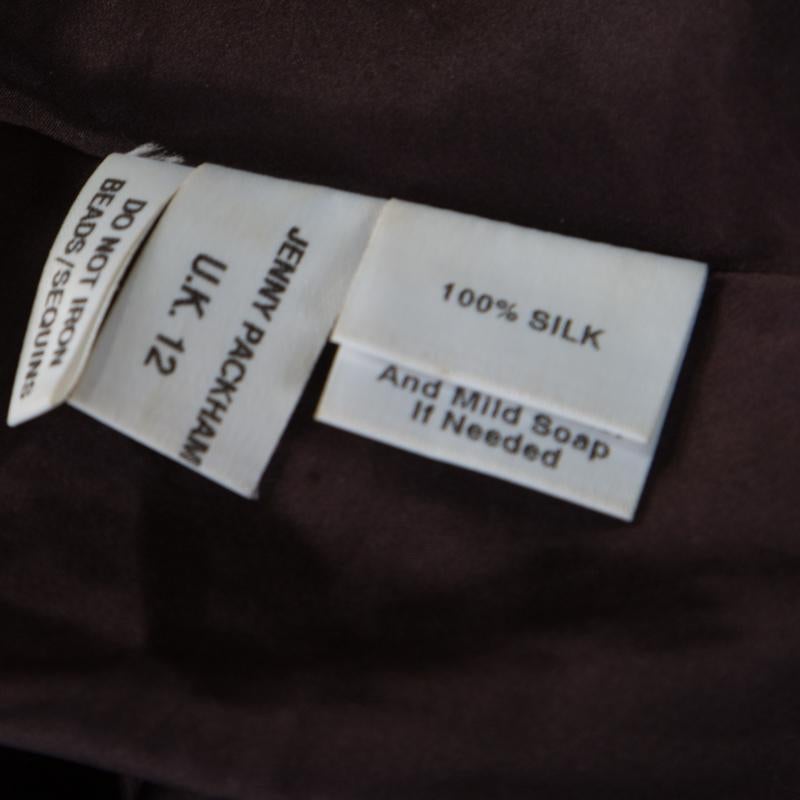 DO NOT IRON
BEADS/SEQUINS
JENNY PACKHAM
U.K. 12
100% SILK
And Mild Soap
If Needed